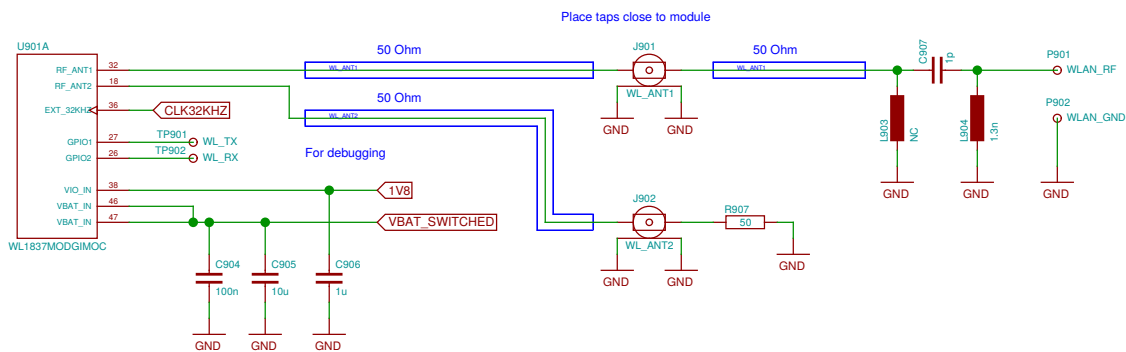 Place taps close to module
U901A
50 Ohm
J901
50 Ohm
C907
1p
P901
RF_ANT1
32
WL_ANT1
WL_ANT1
WLAN_RF
RF_ANT2
18
WL_ANT1
50 Ohm
P902
EXT_32KHZ
36
CLK32KHZ
WL_ANT2
GND
GND
L903
NC
L904
1.3n
WLAN_GND
TP901
GPIO1
27
WL_TX
TP902
GPIO2
26
WL_RX
For debugging
VIO_IN
38
1V8
GND
GND
GND
VBAT_IN
46
J902
R907
VBAT_IN
47
VBAT_SWITCHED
50
WL1837MODGIMOC
WL_ANT2
C904
C905
C906
GND
GND
GND
100n
10u
1u
GND
GND
GND